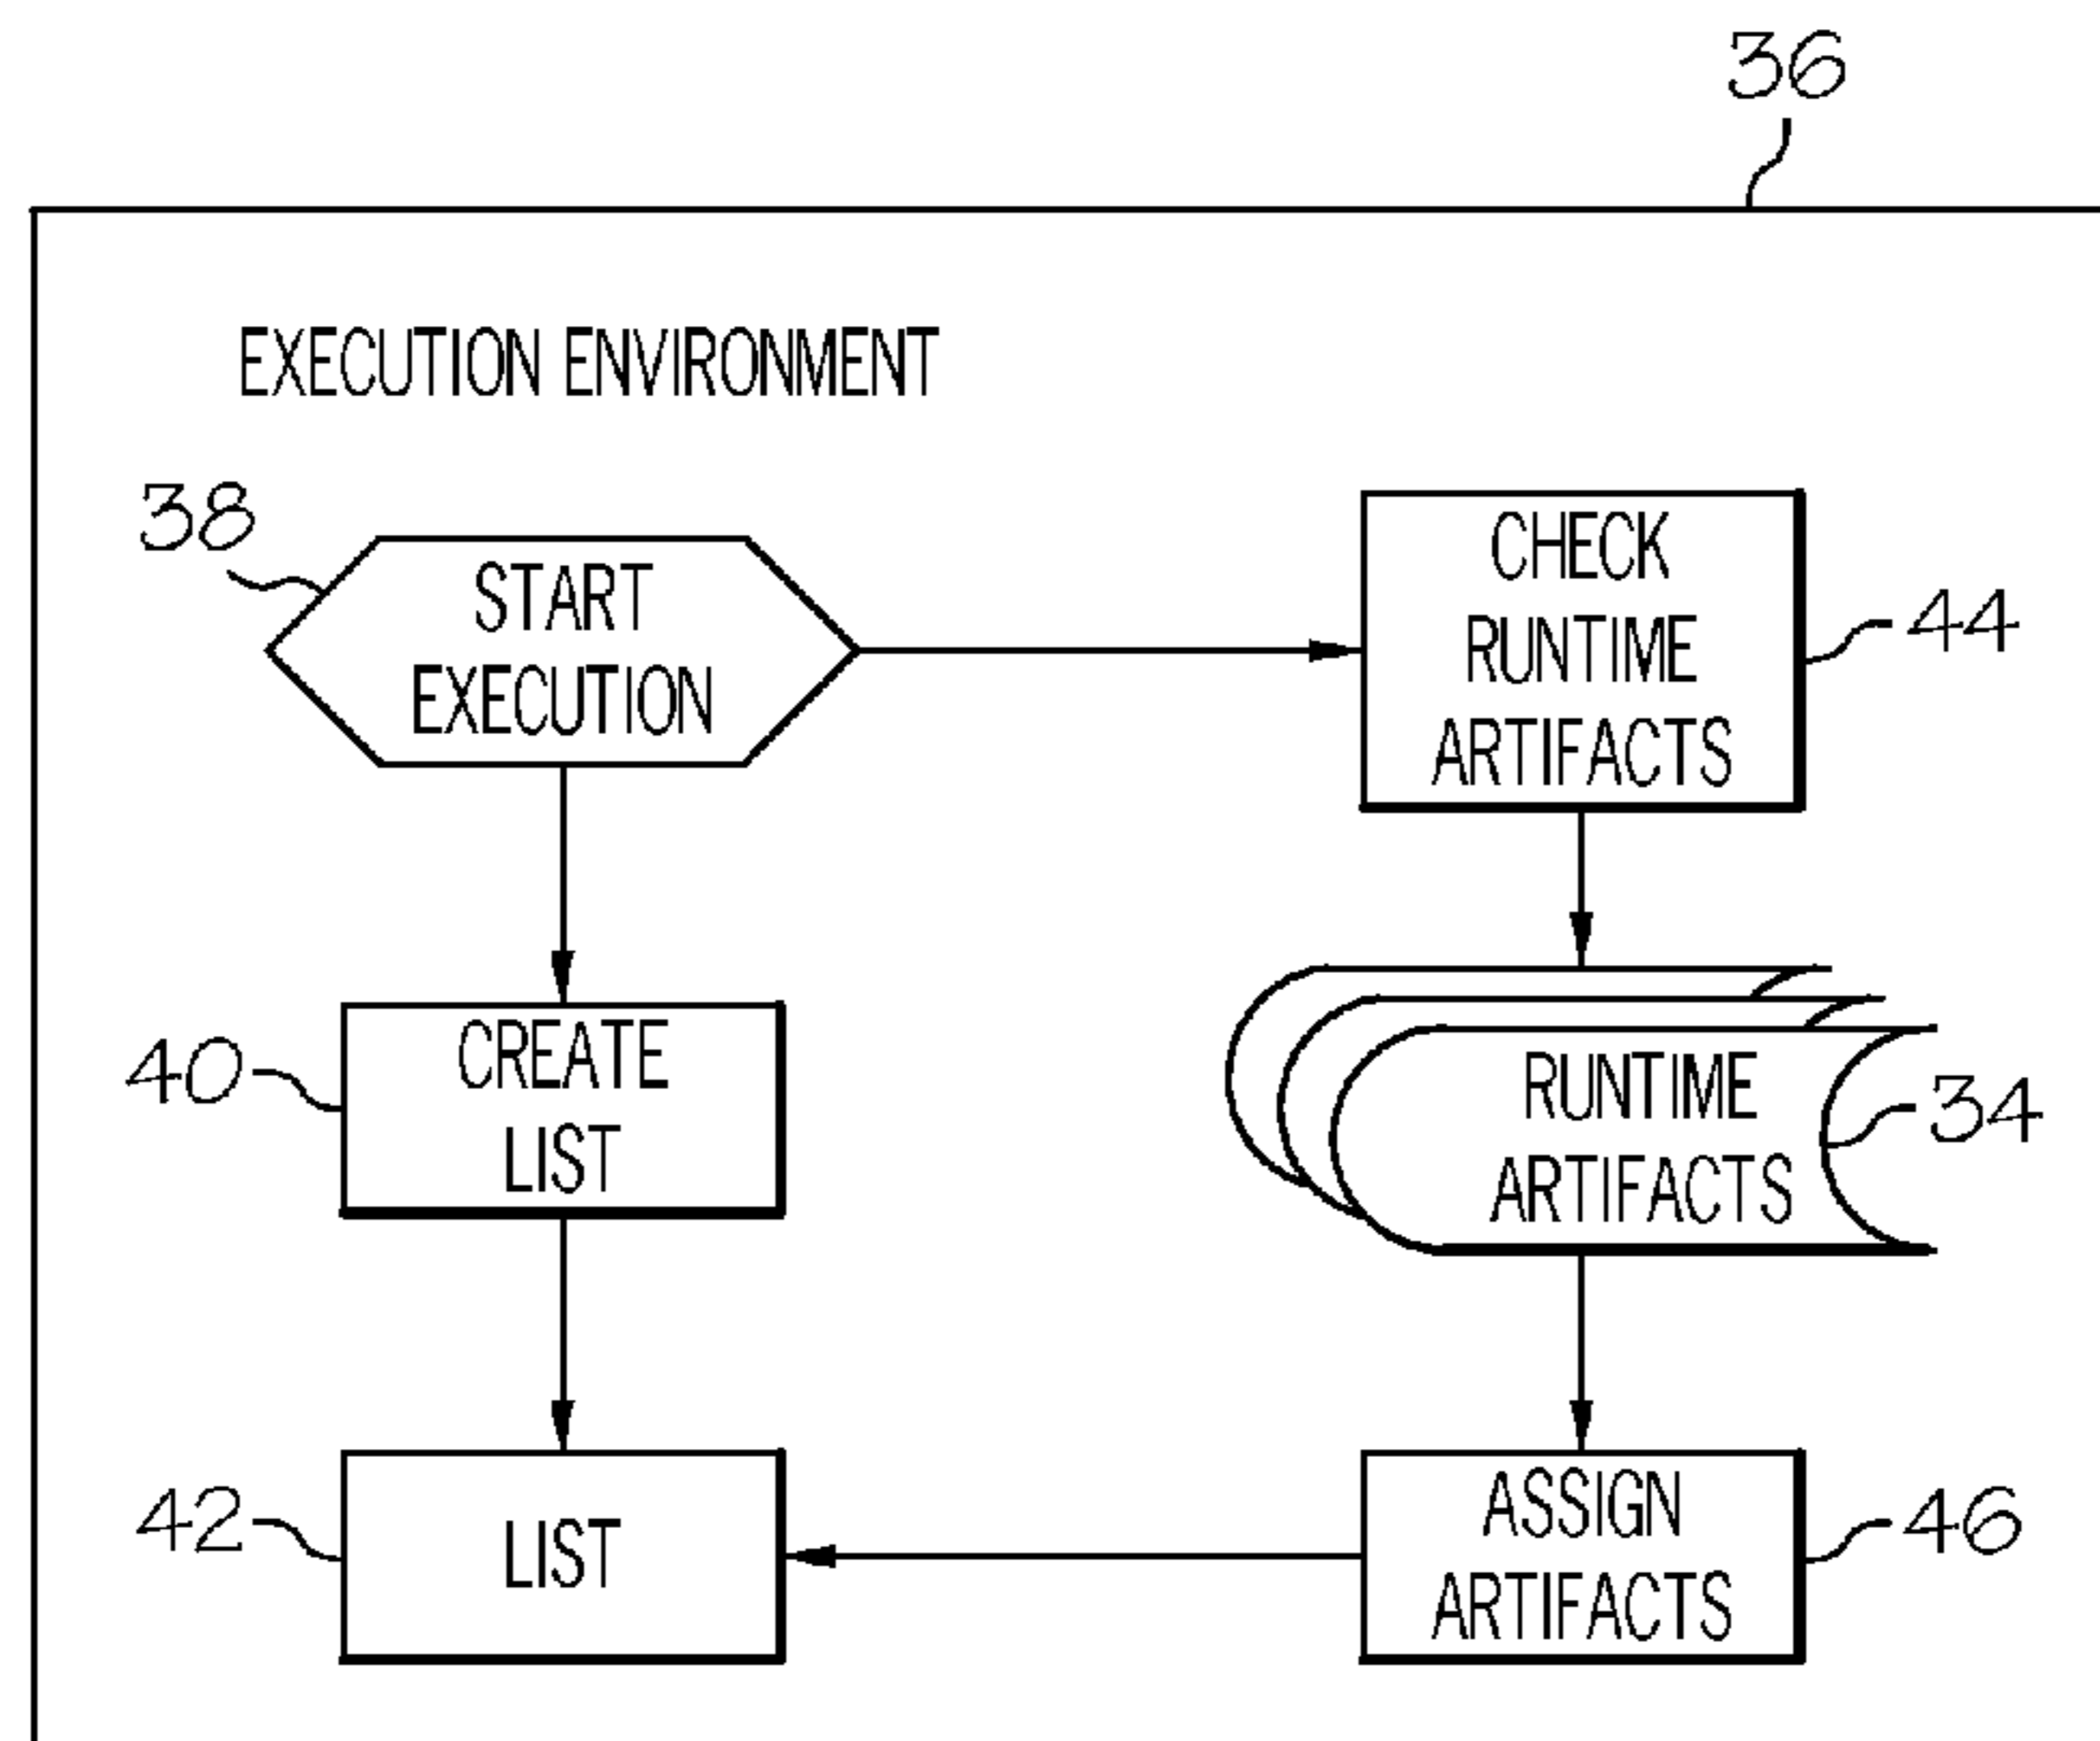 36
EXECUTION ENVIRONMENT
38
START
EXECUTION
CHECK
RUNTIME
ARTIFACTS
44
40
CREATE
LIST
RUNTIME
ARTIFACTS
34
42
LIST
ASSIGN
ARTIFACTS
46